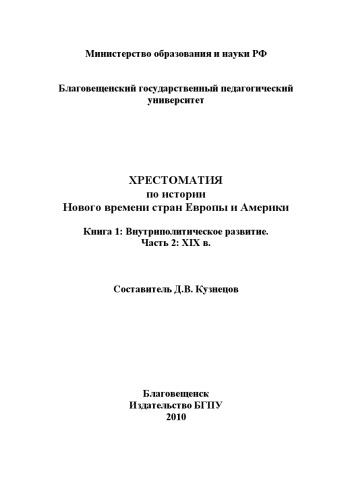 Министерство образования и науки РФ
Благовещенский государственный педагогический
университет
ХРЕСТОМАТИЯ
по истории
Нового времени стран Европы и Америки
Книга 1: Внутриполитическое развитие.
Часть 2: XIX в.
Составитель Д.В. Кузнецов
Благовещенск
Издательство БГПУ
2010